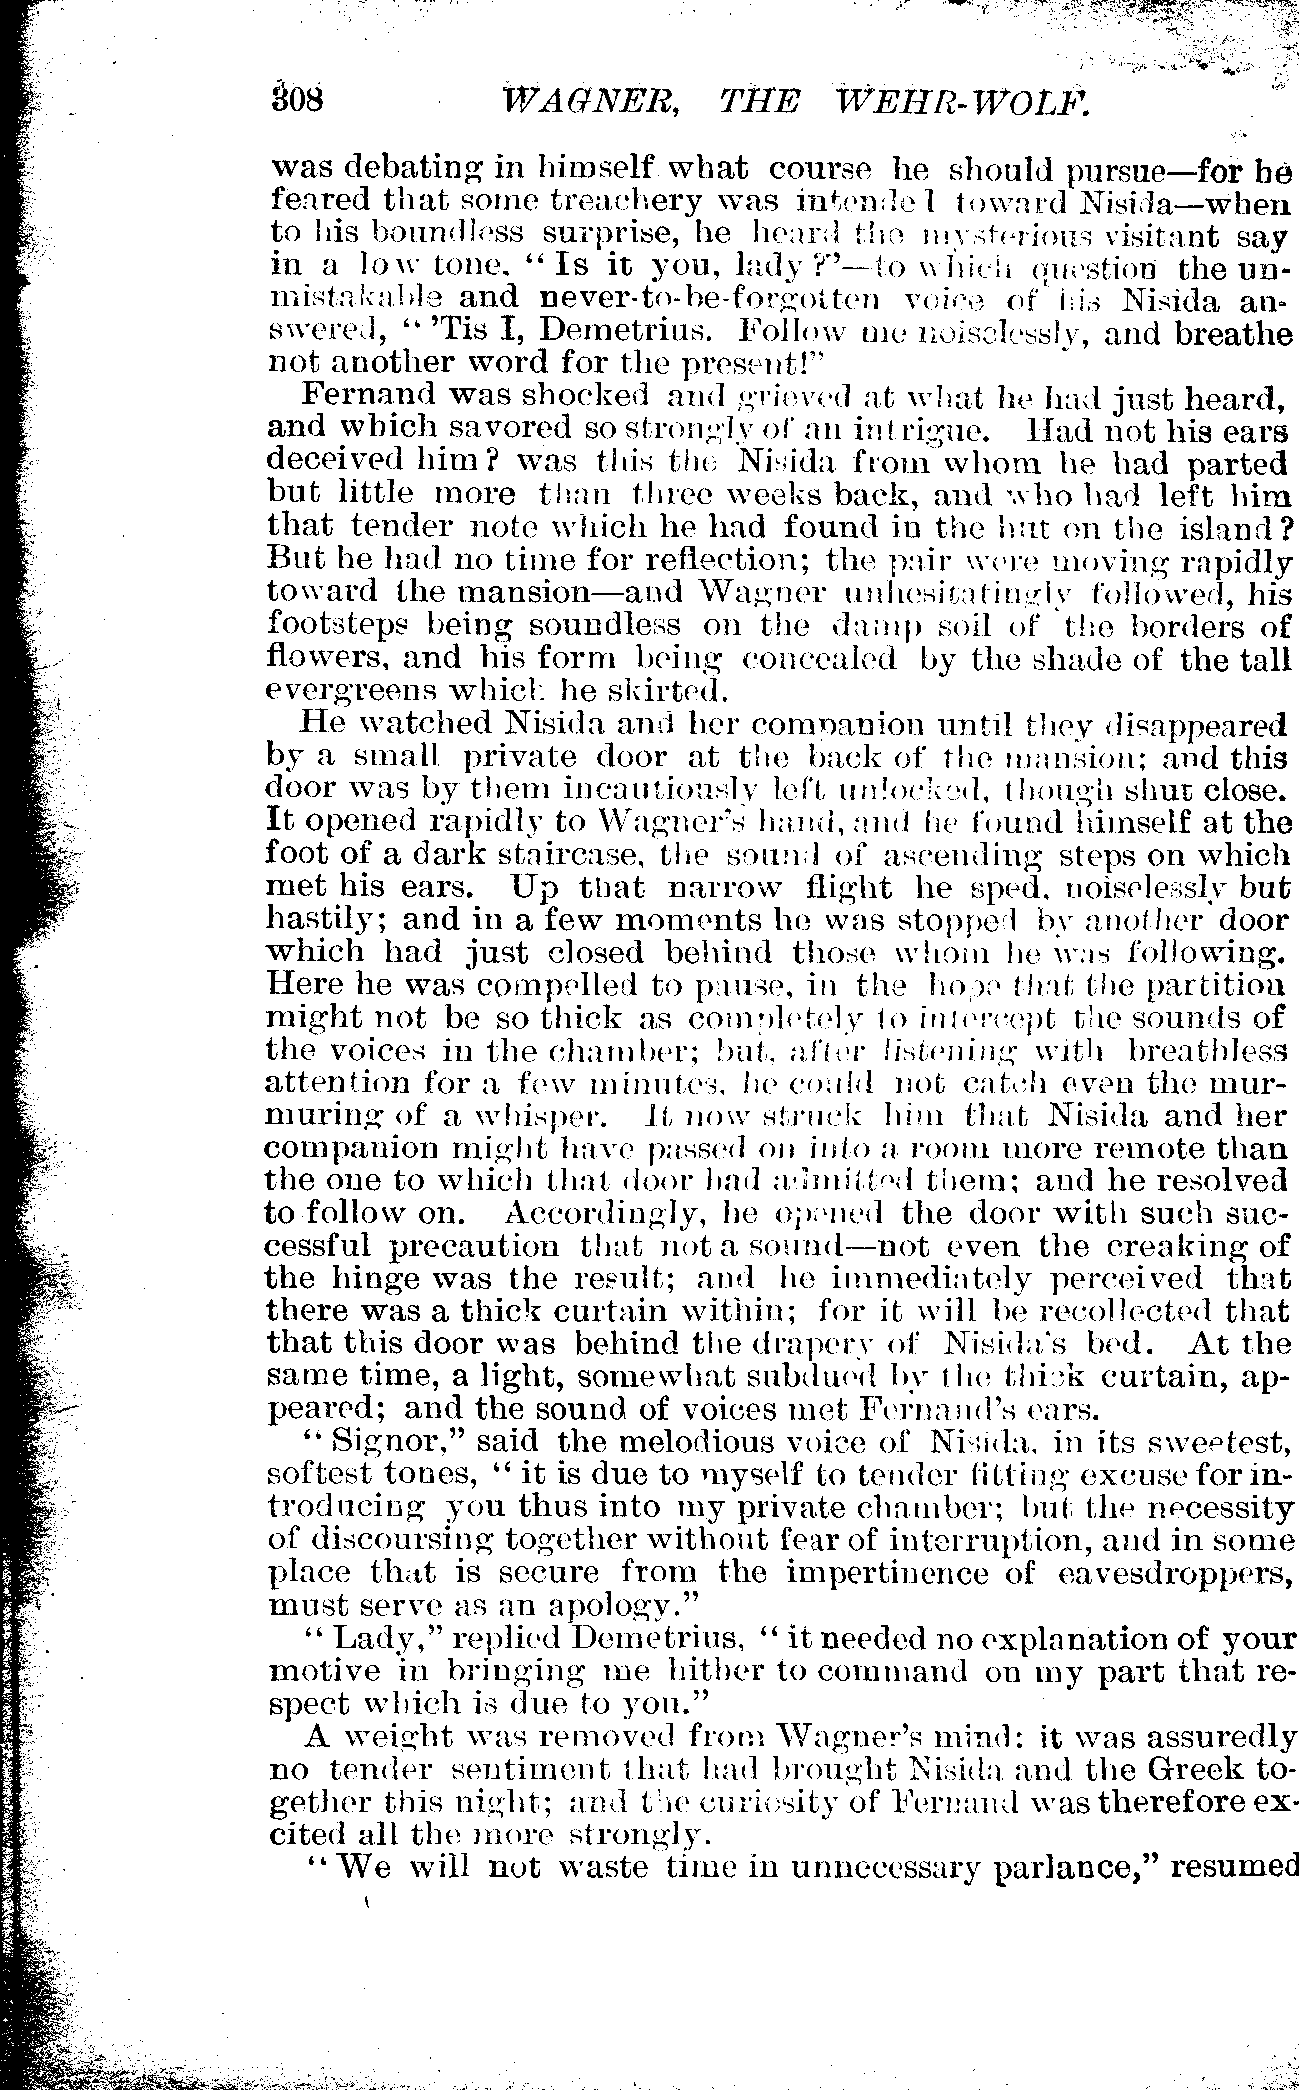 308 WAGNER, THE WEHR-WOLF.
was debating in himself what course he should pursue—for he
feared that some treachery was intended toward Nisida—when
to his boundless surprise, he heard the mysterious visitant say
in a low tone, “Is it you, lady?”—to which question the un-
mistakable and never-to-be-forgotten voice of his Nisida an-
swered, “’Tis I, Demetrius. Follow me noiselessly, and breathe
not another word for the present!”
Fernand was shocked and grieved at what he had just heard,
and which savored so strongly of an intrigue. Had not his ears
deceived him? was this the Nisida from whom he had parted
but little more than three weeks back, and who had left him
that tender note which he had found in the hut on the island?
But he had no time for reflection; the pair were moving rapidly
toward the mansion—and Wagner unhesitatingly followed, his
footsteps being soundless on the damp soil of the borders of
flowers, and his form being concealed by the shade of the tall
evergreens which he skirted.
He watched Nisida and her companion until they disappeared
by a small private door at the back of the mansion; and this
door was by them incautiously left unlocked, though shut close.
It opened rapidly to Wagner’s hand, and he found himself at the
foot of a dark staircase, the sound of ascending steps on which
met his ears. Up that narrow flight he sped, noiselessly but
hastily; and in a few moments he was stopped by another door
which had just closed behind those whom he was following.
Here he was compelled to pause, in the hope that the partition
might not be so thick as completely to intercept the sounds of
the voices in the chamber; but, after listening with breathless
attention for a few minutes, he could not catch even the mur-
muring of a whisper. It now struck him that Nisida and her
companion might have passed on into a room more remote than
the one to which that door had admitted them; and he resolved
to follow on. Accordingly, he opened the door with such suc-
cessful precaution that not a sound—not even the creaking of
the hinge was the result; and he immediately perceived that
there was a thick curtain within; for it will be recollected that
that this door was behind the drapery of Nisida’s bed. At the
same time, a light, somewhat subdued by the thick curtain, ap-
peared; and the sound of voices met Fernand’s ears.
“Signor,” said the melodious voice of Nisida, in its sweetest,
softest tones, “it is due to myself to tender fitting excuse for in-
troducing you thus into my private chamber; but the necessity
of discoursing together without fear of interruption, and in some
place that is secure from the impertinence of eavesdroppers,
must serve as an apology.”
“Lady,” replied Demetrius, “it needed no explanation of your
motive in bringing me hither to command on my part that re-
spect which is due to you.”
A weight was removed from Wagner’s mind: it was assuredly
no tender sentiment that had brought Nisida and the Greek to-
gether this night; and the curiosity of Fernand was therefore ex-
cited all the more strongly.
“We will not waste time in unnecessary parlance,” resumed